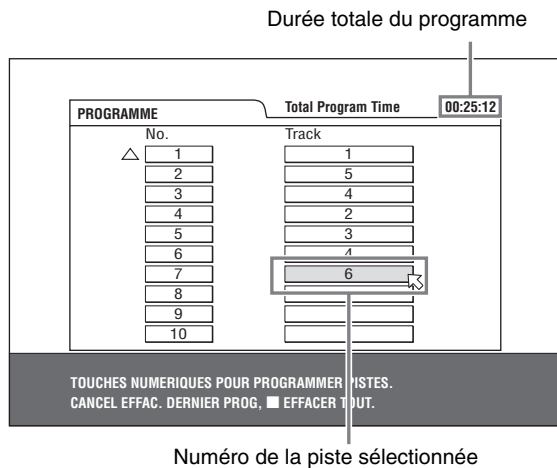 Durée totale du programme
PROGRAMME Total Program Time 00:25:12
No. Track
1 1
2 5
3 4
4 2
5 3
6 4
7 6
8
9
10
TOUCHES NUMERIQUES POUR PROGRAMMER PISTES.
CANCEL EFFAC. DERNIER PROG, ■ EFFACER TOUT.
Numéro de la piste sélectionnée